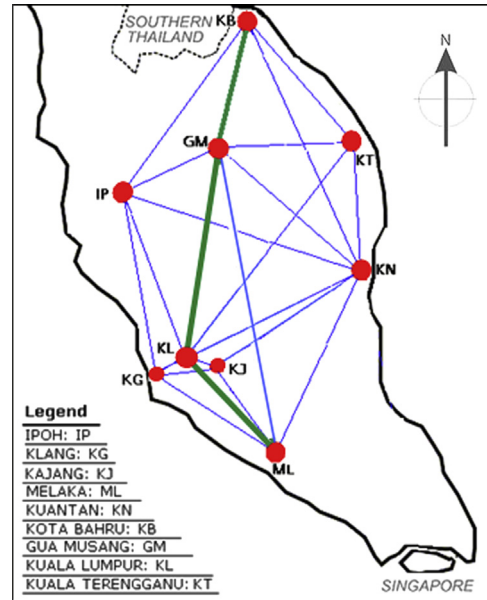 SOUTHERN
THAILAND
KB
N
GM
KT
IP
KN
KL
KJ
KG
ML
Legend
IPOH: IP
KLANG: KG
KAJANG: KJ
MELAKA: ML
KUANTAN: KN
KOTA BAHRU: KB
GUA MUSANG: GM
KUALA LUMPUR: KL
KUALA TERENGGANU: KT
SINGAPORE